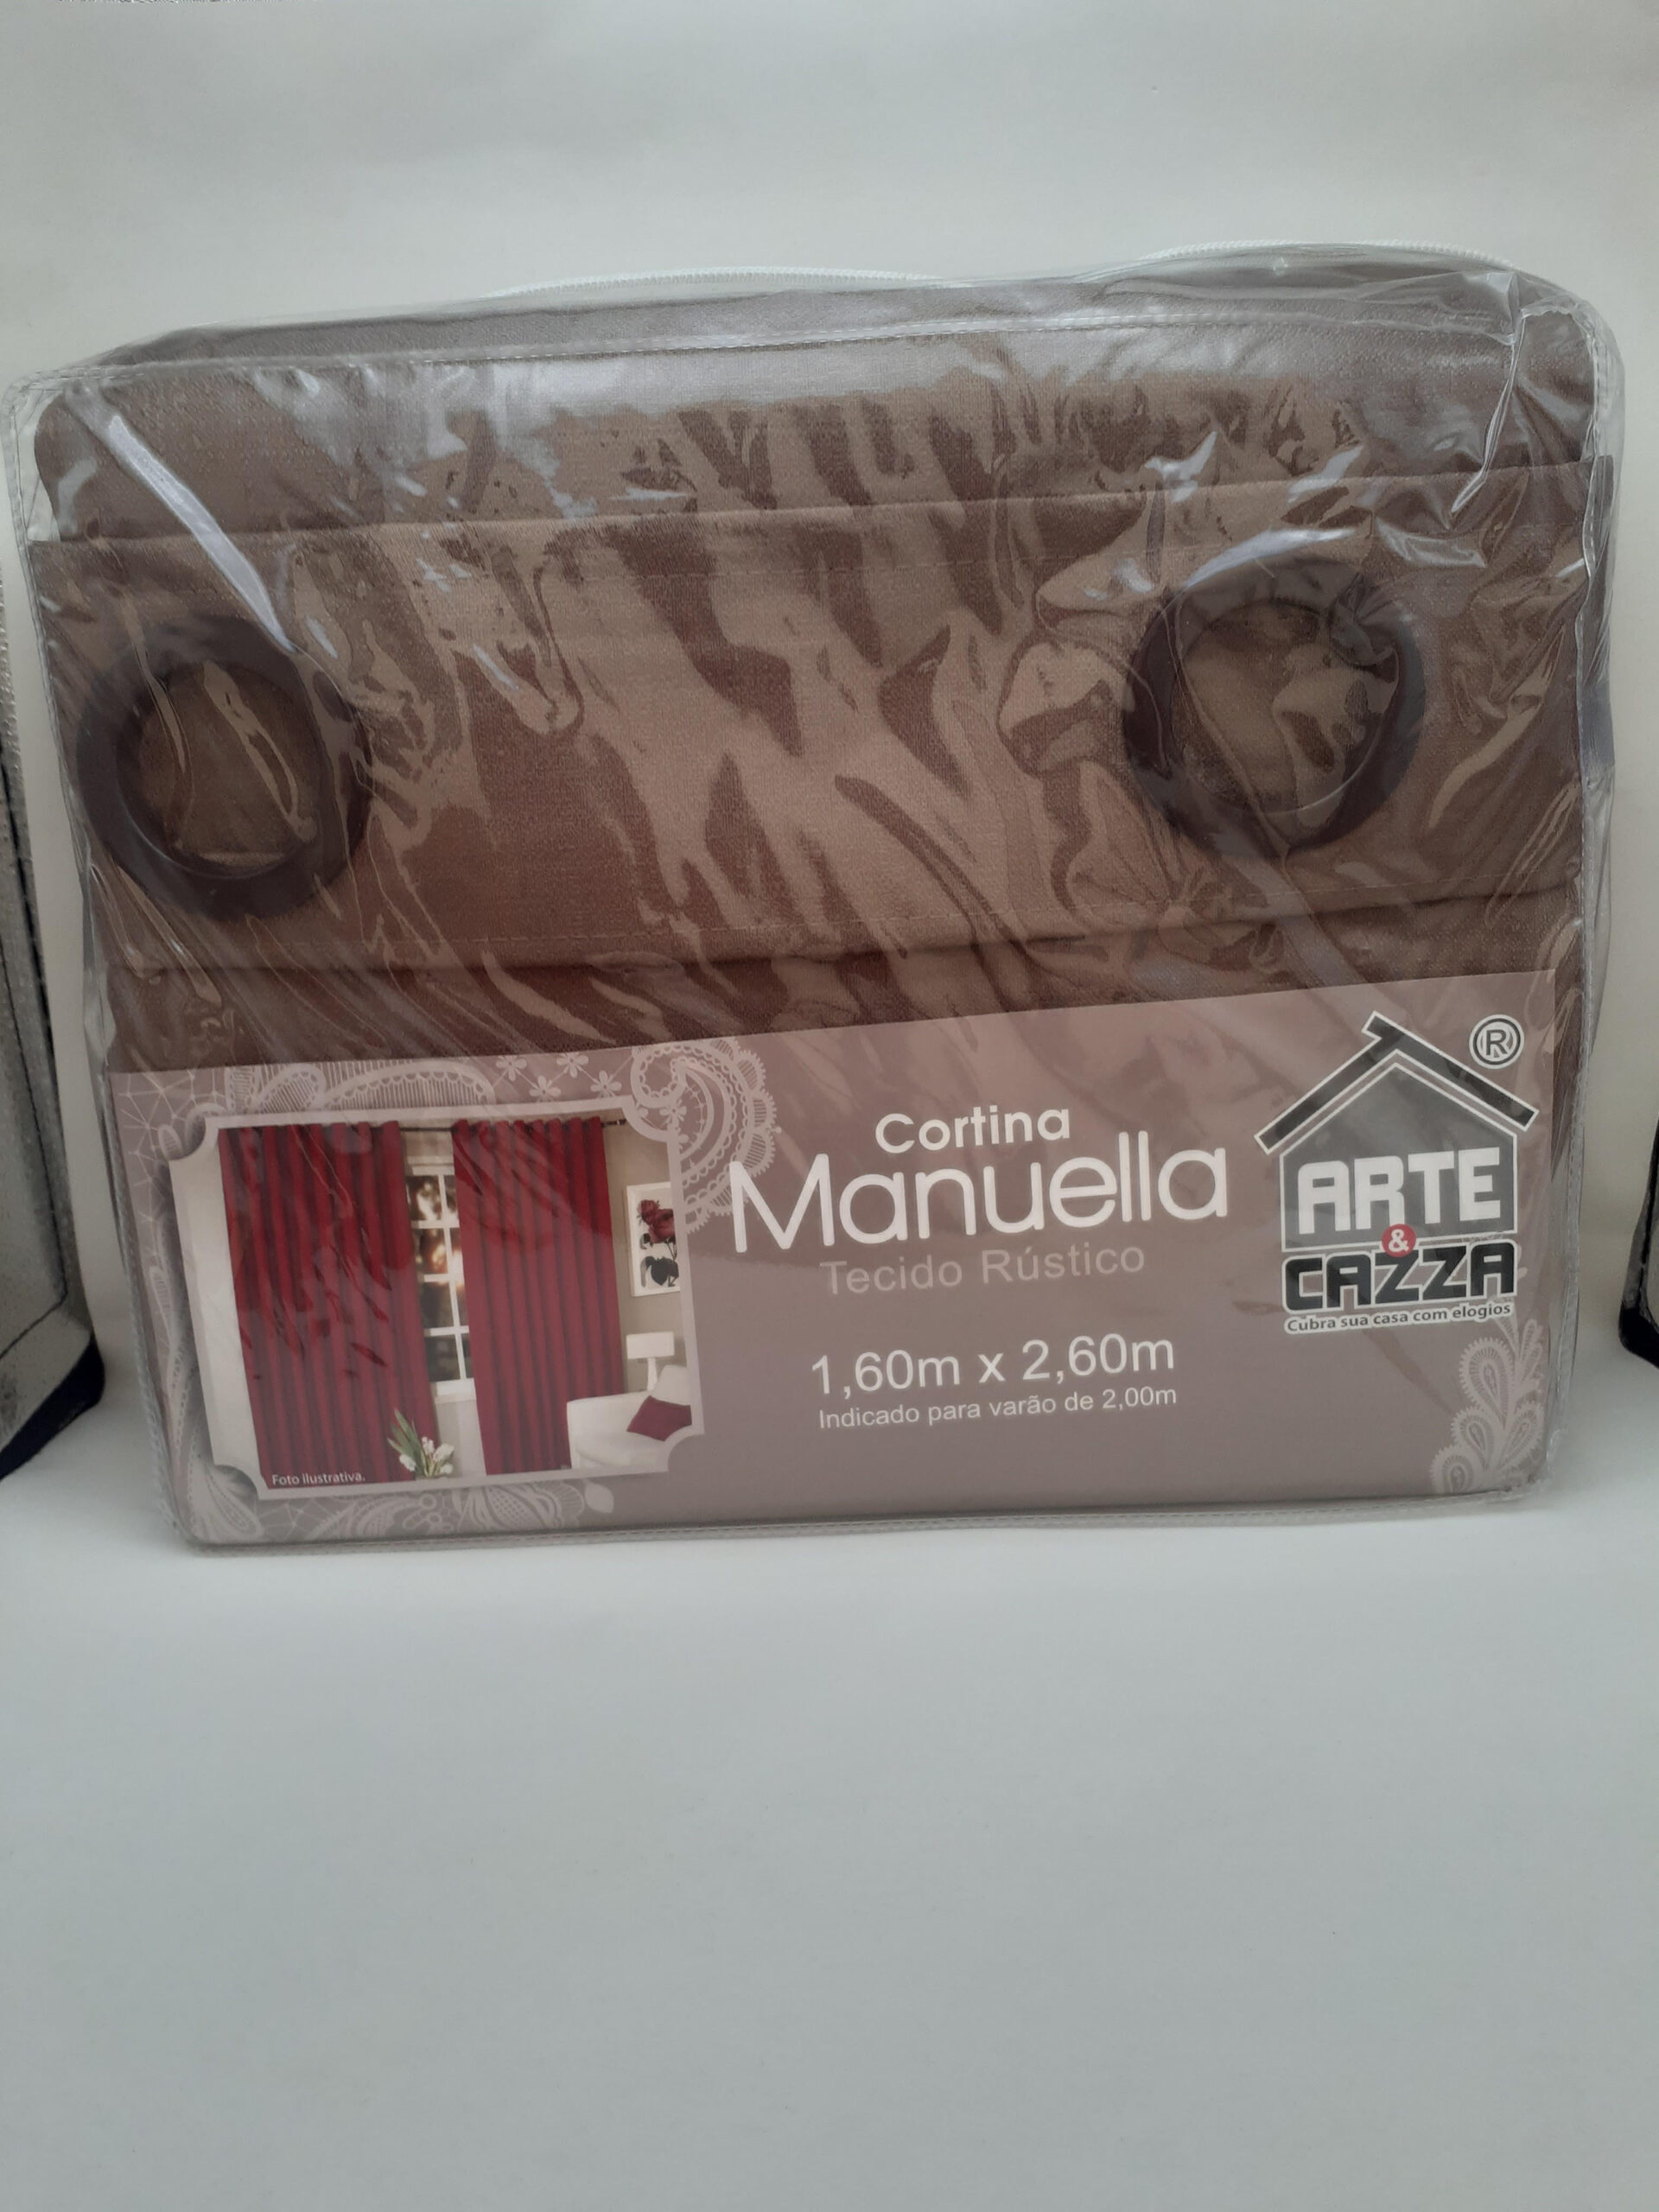 Cortina
Manuella
Tecido Rústico
1,60m x 2,60m
Indicado para varão de 2,00m
Foto ilustrativa.
®
ARTE
&
CAZZA
Cubra sua casa com elogios